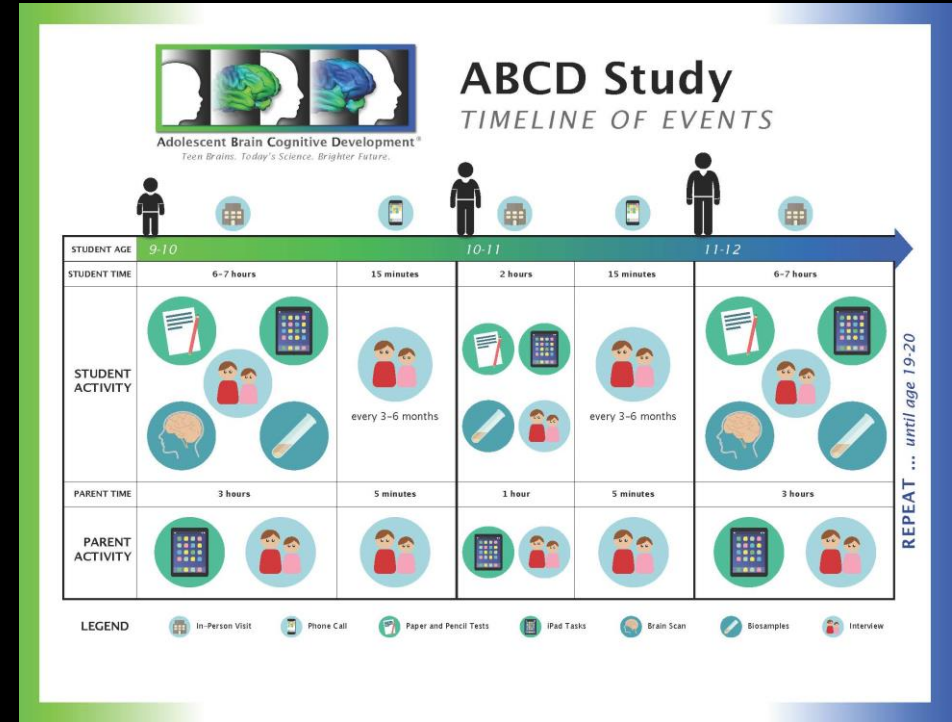 ABCD Study
TIMELINE OF EVENTS
Adolescent Brain Cognitive Development®
Teen Brains. Today's Science. Brighter Future.
STUDENT AGE 9-10 10-11 11-12
STUDENT TIME 6-7 hours 15 minutes 2 hours 15 minutes 6-7 hours
STUDENT ACTIVITY
every 3-6 months every 3-6 months
PARENT TIME 3 hours 5 minutes 1 hour 5 minutes 3 hours
PARENT ACTIVITY
REPEAT ... until age 19-20
LEGEND In-Person Visit Phone Call Paper and Pencil Tests iPad Tasks Brain Scan Biosamples Interview